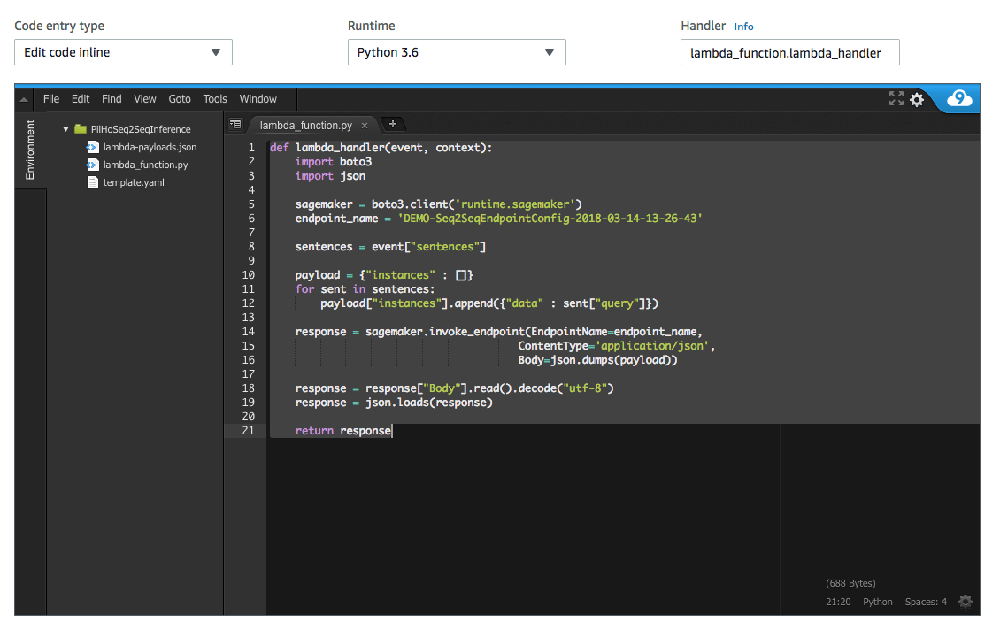 Code entry type
Runtime
Handler Info
Edit code inline
Python 3.6
lambda_function.lambda_handler
File Edit Find View Goto Tools Window
9
Environment
PilHoSeq2SeqInference
lambda-payloads.json
lambda_function.py
template.yaml
lambda_function.py × +
1 def lambda_handler(event, context):
2     import boto3
3     import json
4
5     sagemaker = boto3.client('runtime.sagemaker')
6     endpoint_name = 'DEMO-Seq2SeqEndpointConfig-2018-03-14-13-26-43'
7
8     sentences = event["sentences"]
9
10     payload = {"instances" : []}
11     for sent in sentences:
12         payload["instances"].append({"data" : sent["query"]})
13
14     response = sagemaker.invoke_endpoint(EndpointName=endpoint_name,
15                                        ContentType='application/json',
16                                        Body=json.dumps(payload))
17
18     response = response["Body"].read().decode("utf-8")
19     response = json.loads(response)
20
21     return response
(688 Bytes)
21:20 Python Spaces: 4